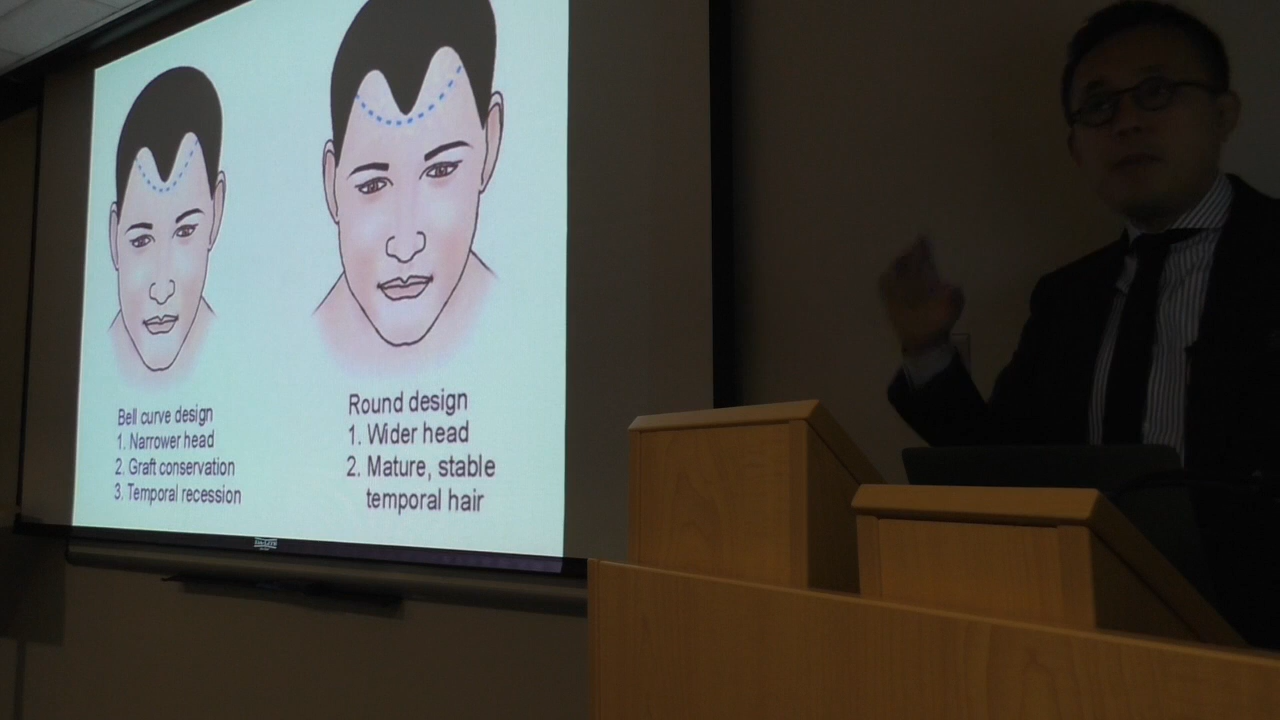 Bell curve design
1. Narrower head
2. Graft conservation
3. Temporal recession
Round design
1. Wider head
2. Mature, stable
temporal hair